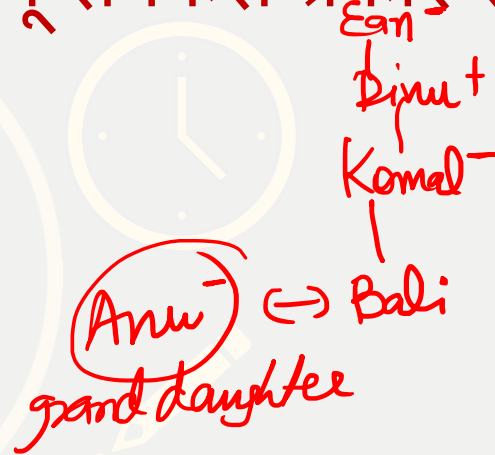 Ean -
Dinu +
Komal -
Anu - ↔ Bali
grand daughter